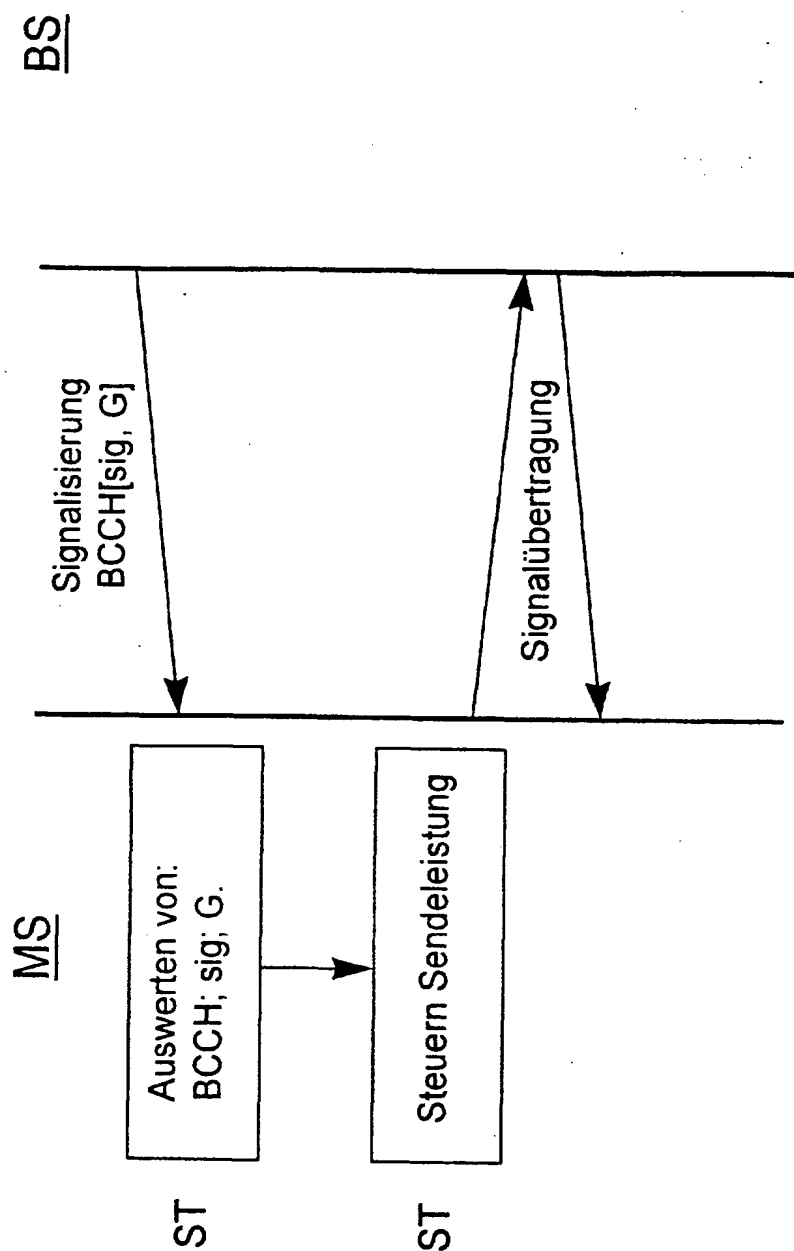 MS
BS
Signalisierung
BCCH[sig, G]
ST
Auswerten von:
BCCH; sig; G.
ST
Steuern Sendeleistung
Signalübertragung